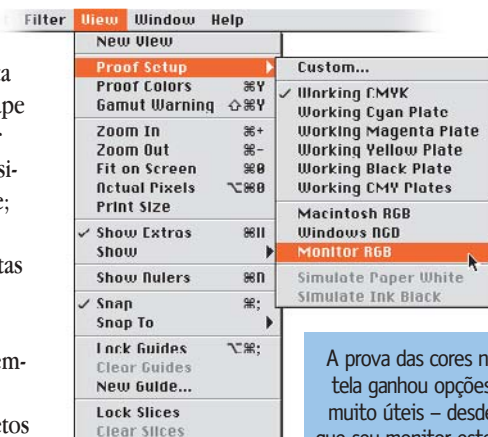 Filter View Window Help
New View
Proof Setup
Proof Colors ⌘Y
Gamut Warning ⇧⌘Y
Zoom In ⌘+
Zoom Out ⌘-
Fit on Screen ⌘0
Actual Pixels ⌥⌘0
Print Size
✓ Show Extras ⌘H
Show
Show Rulers ⌘R
✓ Snap ⌘;
Snap To
Lock Guides ⌥⌘;
Clear Guides
New Guide...
Lock Slices
Clear Slices
Custom...
✓ Working CMYK
Working Cyan Plate
Working Magenta Plate
Working Yellow Plate
Working Black Plate
Working CMY Plates
Macintosh RGB
Windows RGB
Monitor RGB
Simulate Paper White
Simulate Ink Black
A prova das cores n
tela ganhou opções
muito úteis – desde
que seu monitor este